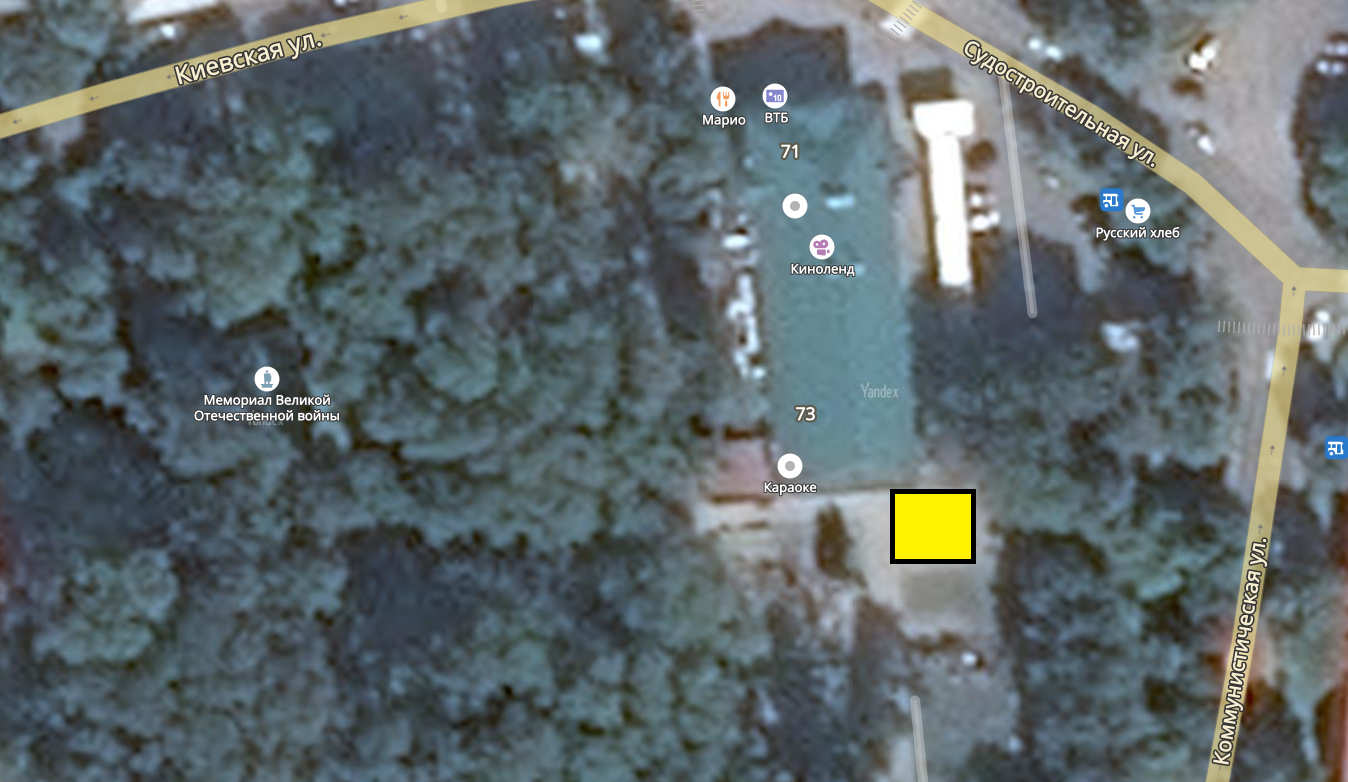 Киевская ул.
Судостроительная ул.
10
Марио
ВТБ
71
Русский хлеб
Киноленд
Мемориал Великой
Отечественной войны
Yandex
73
Караоке
Коммунистическая ул.